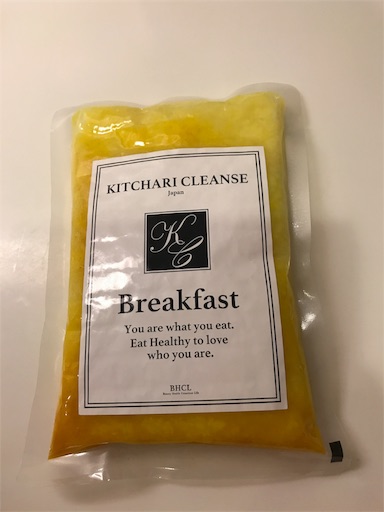 KITCHARI CLEANSE
Japan
KC
Breakfast
You are what you eat.
Eat Healthy to love
who you are.
BHCL